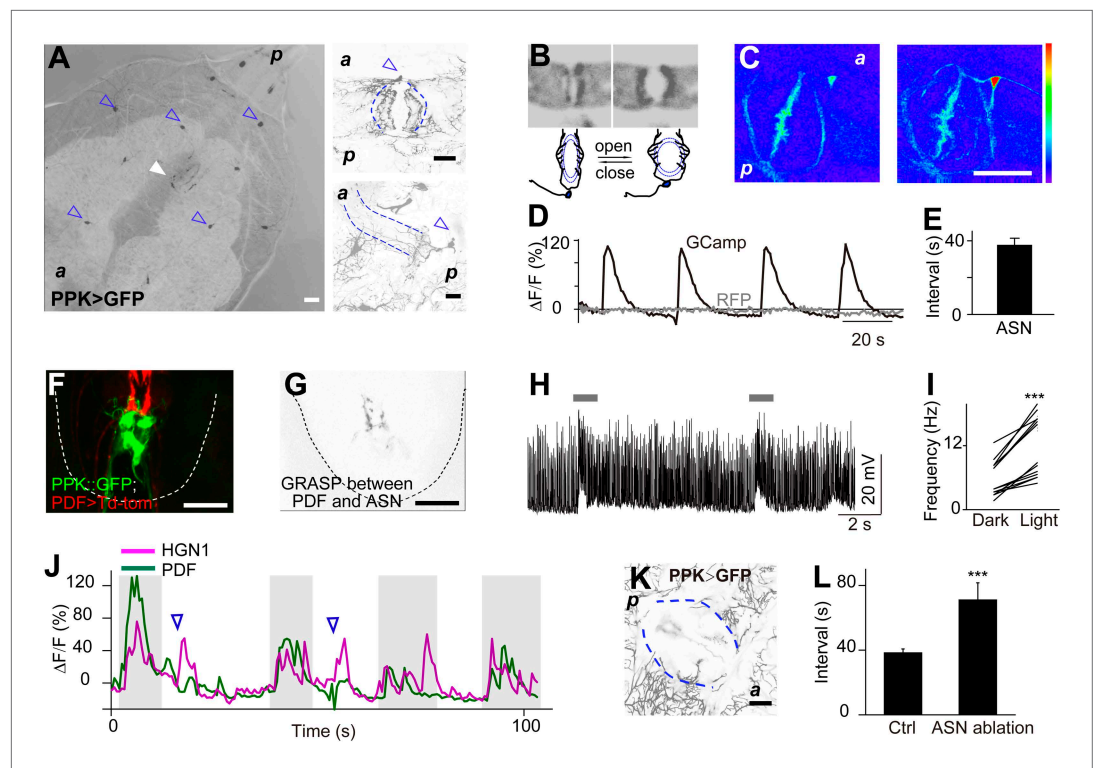 A
p
a
PPK>GFP
a
p
a
p
B
open
close
C
a
p
D
120
0
ΔF/F (%)
GCamp
RFP
20 s
E
40
0
Interval (s)
ASN
F
PPK::GFP;
PDF>Td-tom
G
GRASP between
PDF and ASN
H
20 mV
2 s
I
***
12
0
Frequency (Hz)
Dark Light
J
HGN1
PDF
120
80
40
0
ΔF/F (%)
0 100
Time (s)
K
PPK>GFP
p
a
L
***
80
40
0
Interval (s)
Ctrl ASN ablation